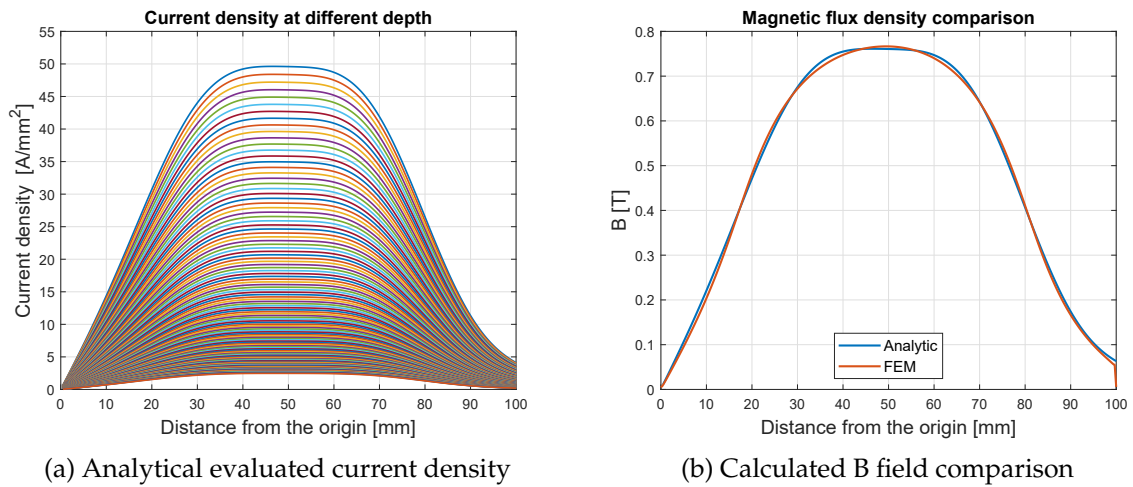 Current density at different depth
Current density [A/mm²]
55
50
45
40
35
30
25
20
15
10
5
0
0 10 20 30 40 50 60 70 80 90 100
Distance from the origin [mm]
(a) Analytical evaluated current density
Magnetic flux density comparison
B [T]
0.8
0.7
0.6
0.5
0.4
0.3
0.2
0.1
0
Analytic
FEM
0 10 20 30 40 50 60 70 80 90 100
Distance from the origin [mm]
(b) Calculated B field comparison